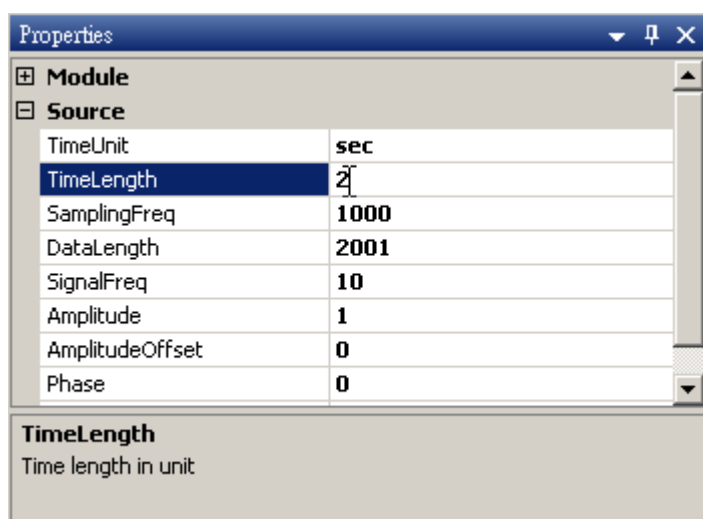 Properties
Module
Source
TimeUnit sec
TimeLength 2
SamplingFreq 1000
DataLength 2001
SignalFreq 10
Amplitude 1
AmplitudeOffset 0
Phase 0
TimeLength
Time length in unit